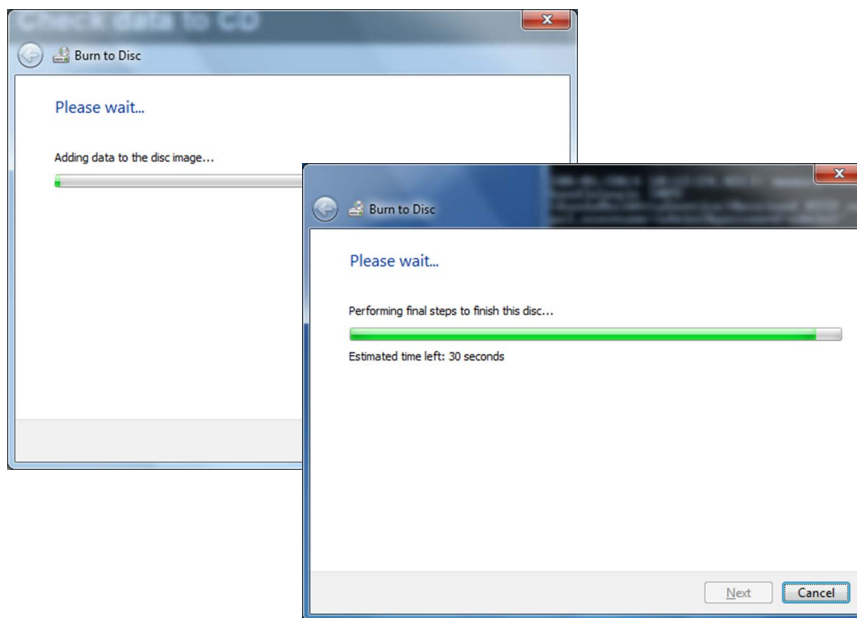 Check data to CD
Burn to Disc
Please wait...
Adding data to the disc image...
Burn to Disc
Please wait...
Performing final steps to finish this disc...
Estimated time left: 30 seconds
Next
Cancel